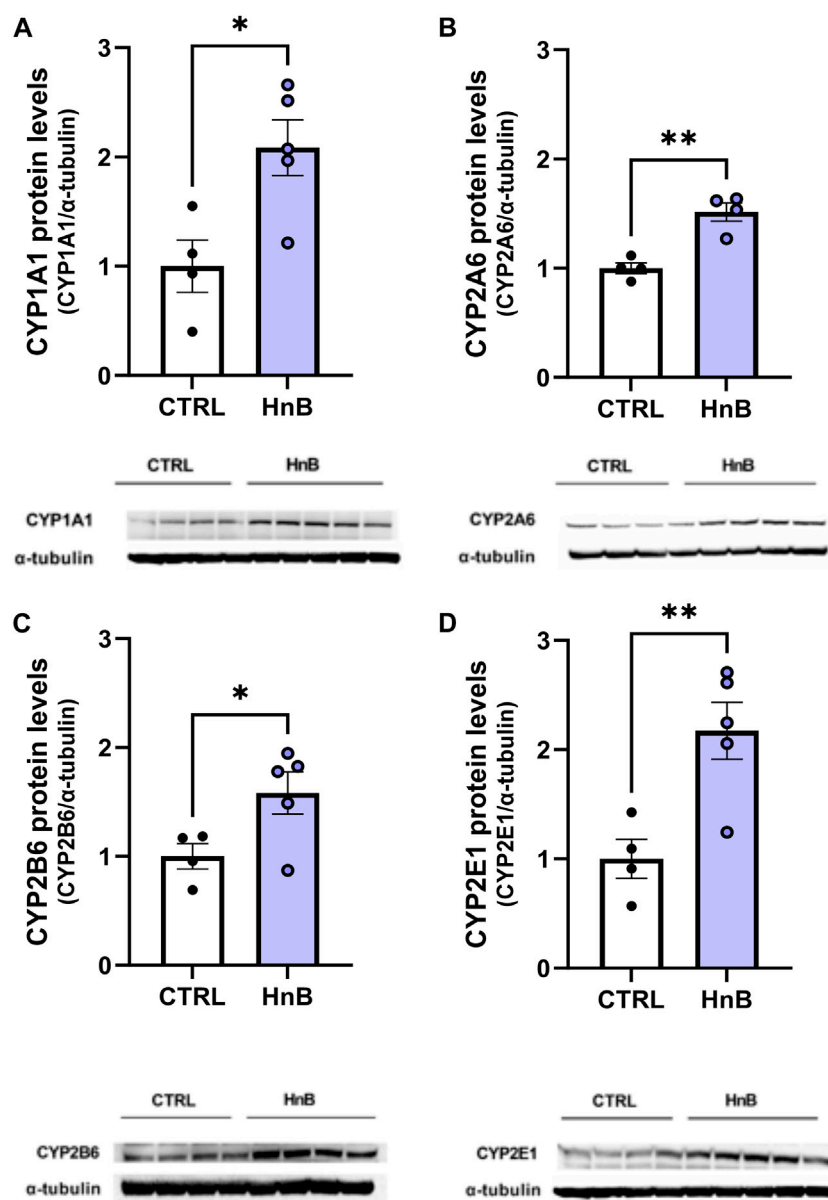 A
CYP1A1 protein levels
(CYP1A1/α-tubulin)
3
2
1
0
*
CTRL HnB
CTRL HnB
CYP1A1
α-tubulin
B
CYP2A6 protein levels
(CYP2A6/α-tubulin)
3
2
1
0
**
CTRL HnB
CTRL HnB
CYP2A6
α-tubulin
C
CYP2B6 protein levels
(CYP2B6/α-tubulin)
3
2
1
0
*
CTRL HnB
CTRL HnB
CYP2B6
α-tubulin
D
CYP2E1 protein levels
(CYP2E1/α-tubulin)
3
2
1
0
**
CTRL HnB
CTRL HnB
CYP2E1
α-tubulin